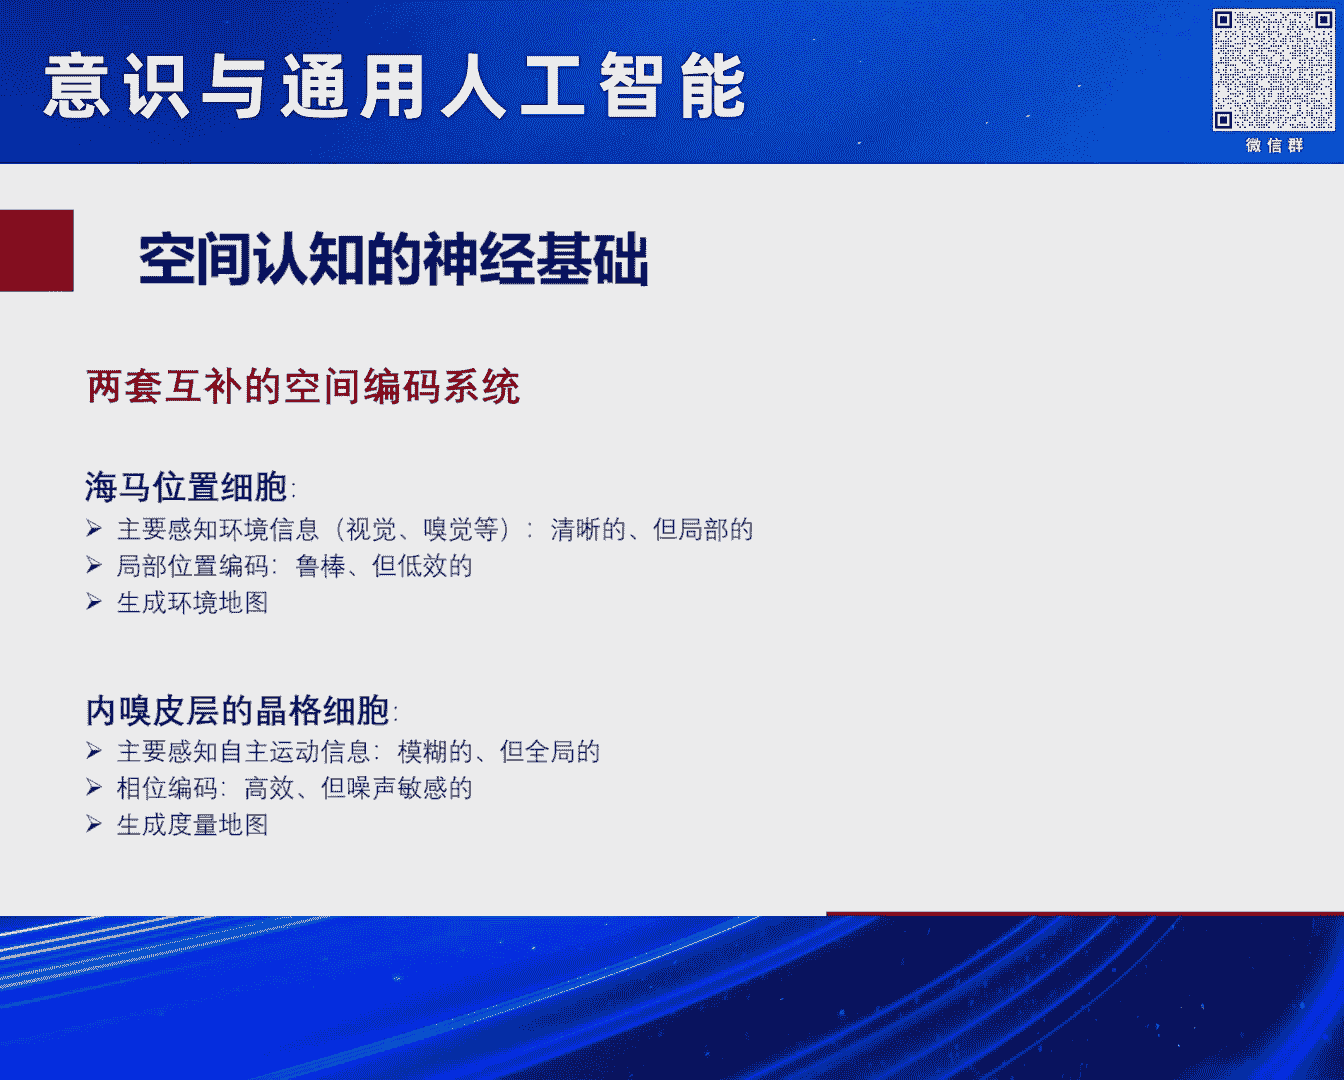 意识与通用人工智能
微信群
空间认知的神经基础
两套互补的空间编码系统
海马位置细胞：
➢ 主要感知环境信息（视觉、嗅觉等）：清晰的、但局部的
➢ 局部位置编码：鲁棒、但低效的
➢ 生成环境地图
内嗅皮层的晶格细胞：
➢ 主要感知自主运动信息：模糊的、但全局的
➢ 相位编码：高效、但噪声敏感的
➢ 生成度量地图